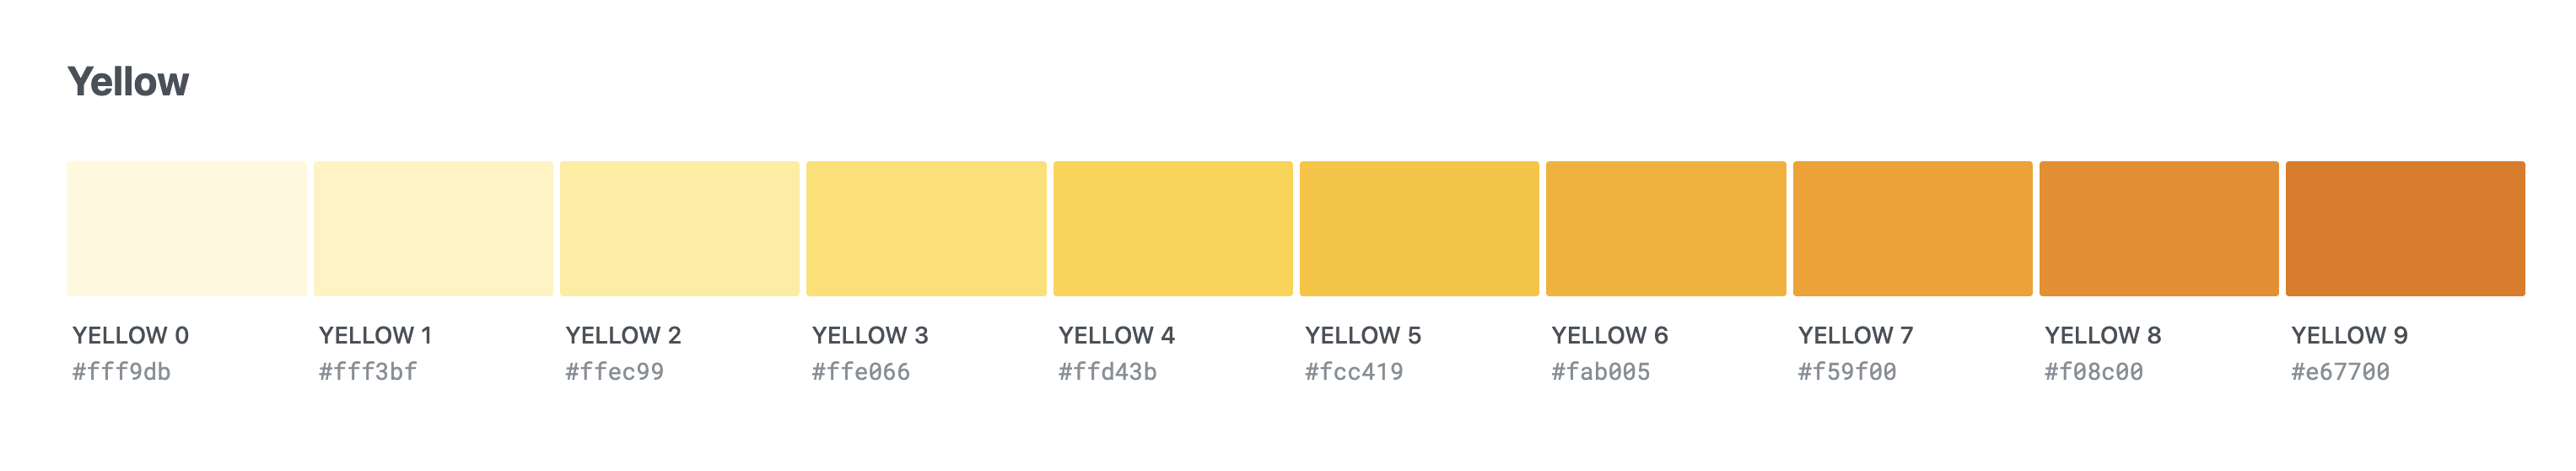 Yellow
YELLOW 0
#fff9db
YELLOW 1
#fff3bf
YELLOW 2
#ffec99
YELLOW 3
#ffe066
YELLOW 4
#ffd43b
YELLOW 5
#fcc419
YELLOW 6
#fab005
YELLOW 7
#f59f00
YELLOW 8
#f08c00
YELLOW 9
#e67700